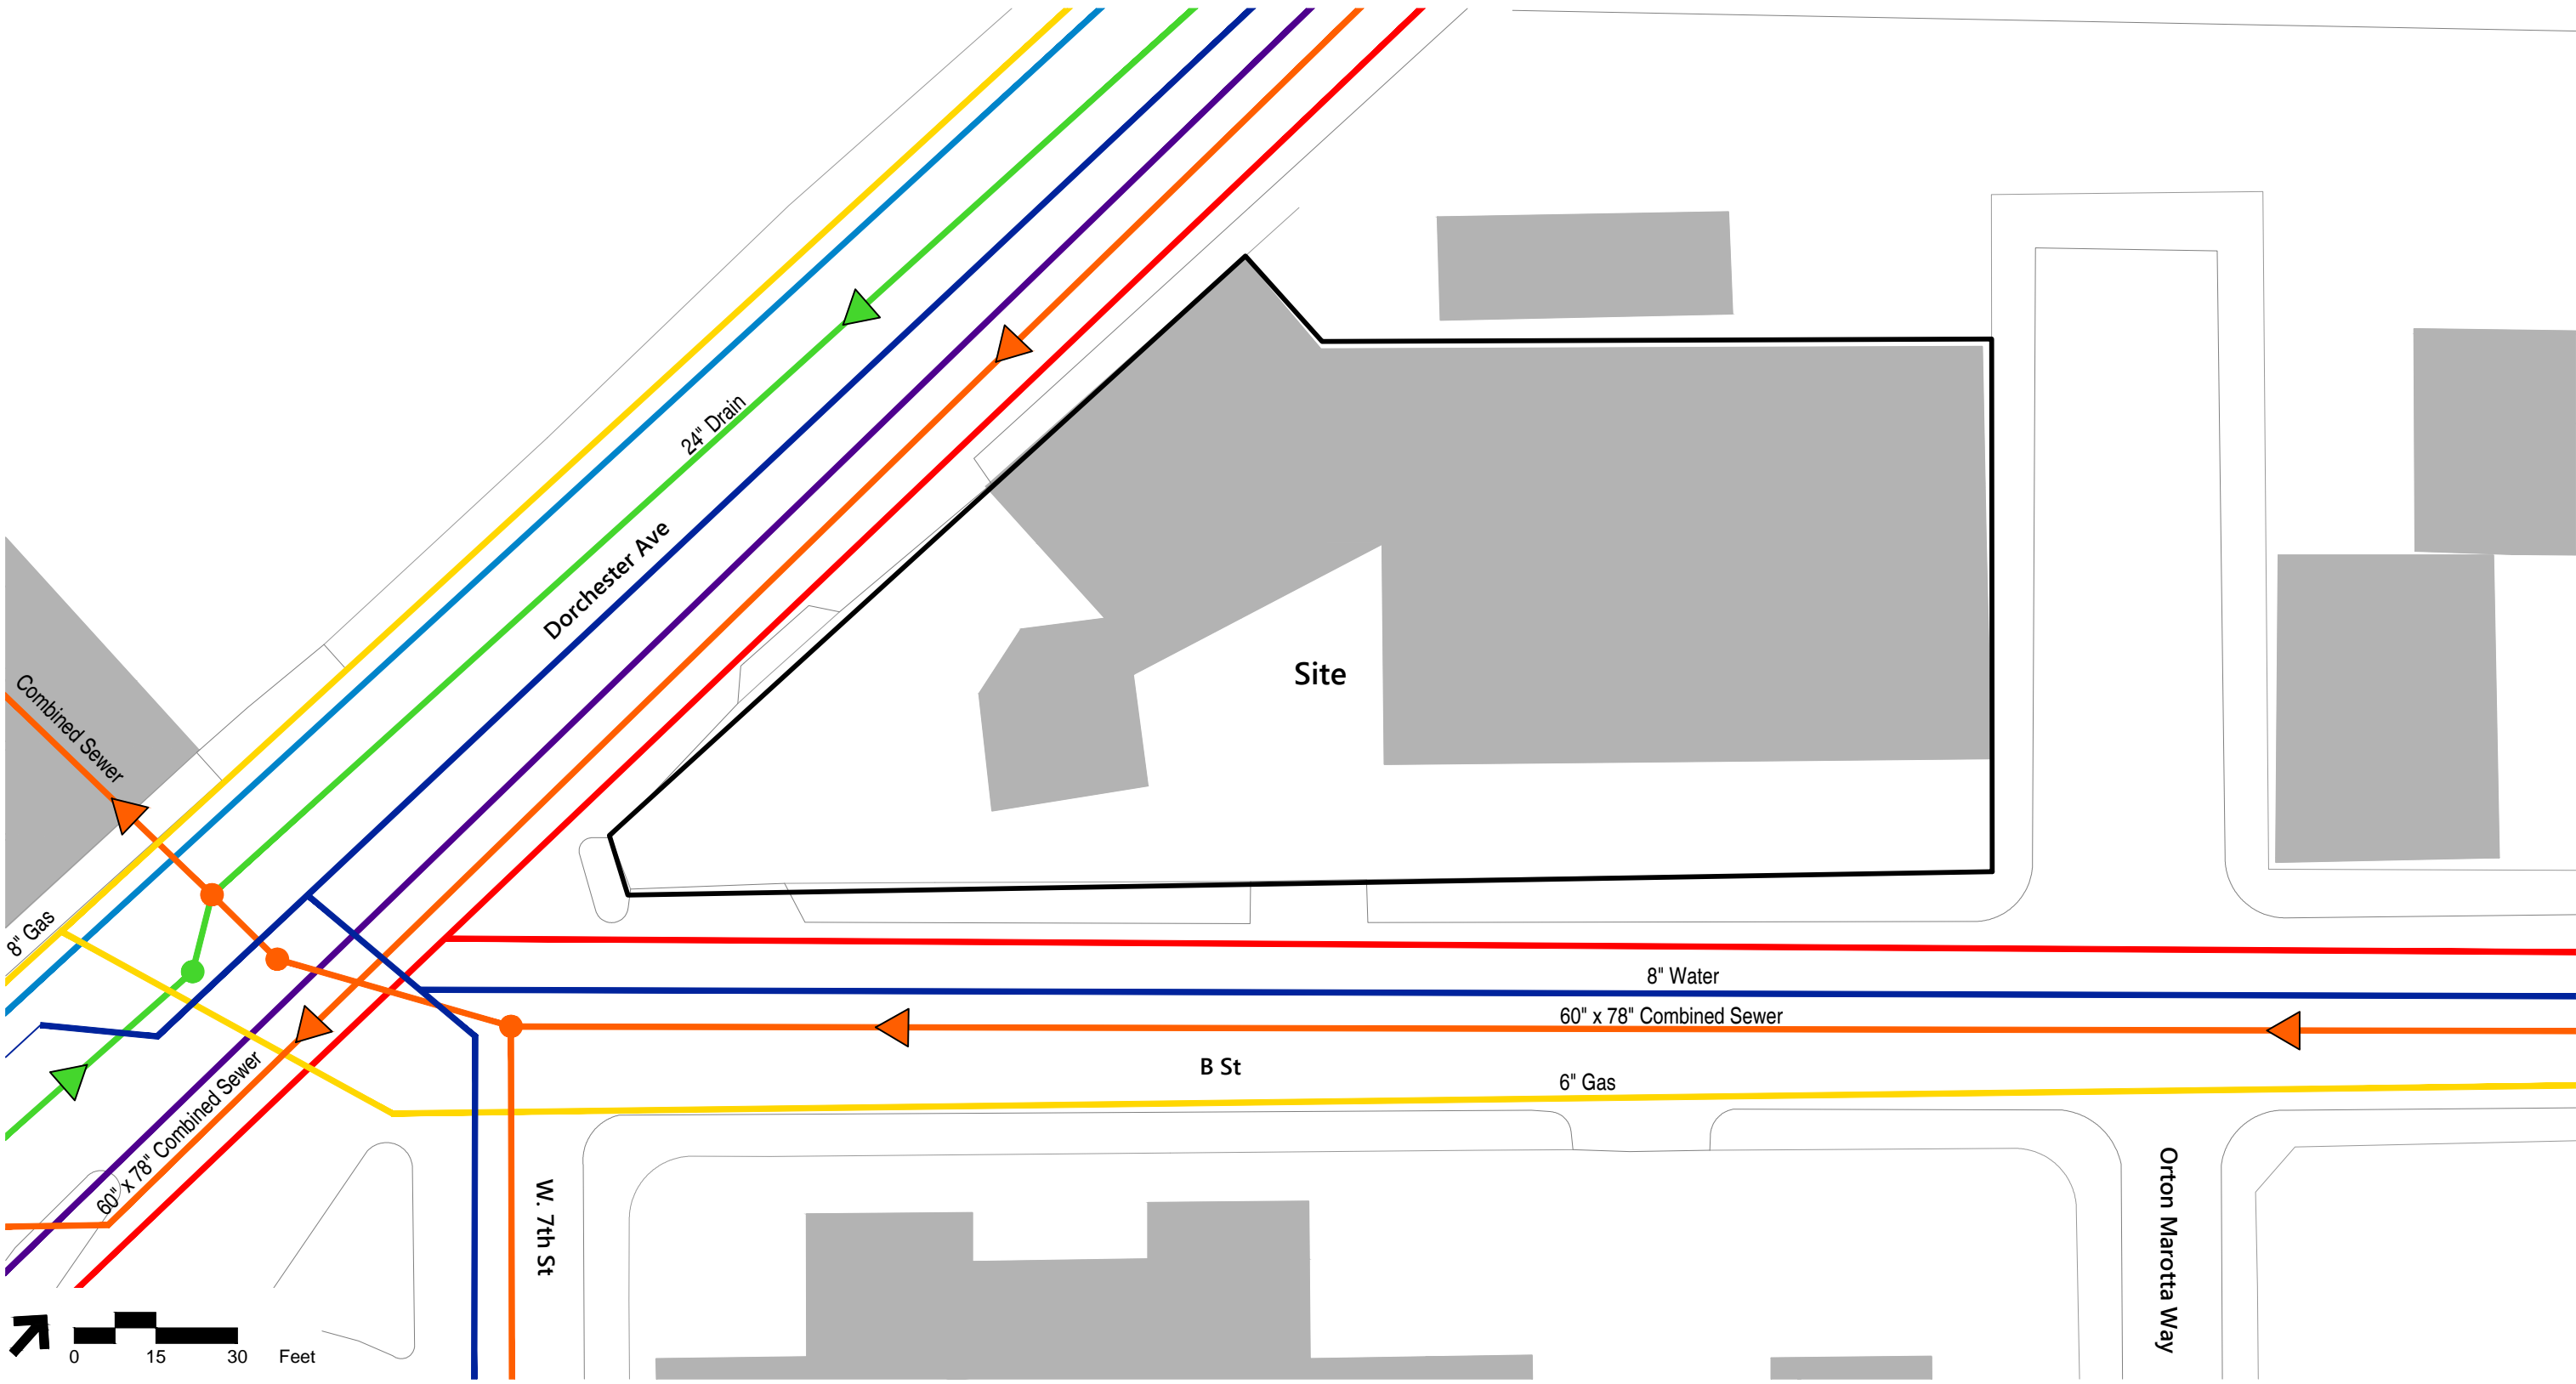 24" Drain
Dorchester Ave
Site
Combined Sewer
8" Gas
8" Water
60" x 78" Combined Sewer
B St
6" Gas
60" x 78" Combined Sewer
W. 7th St
Orton Marotta Way
0 15 30 Feet